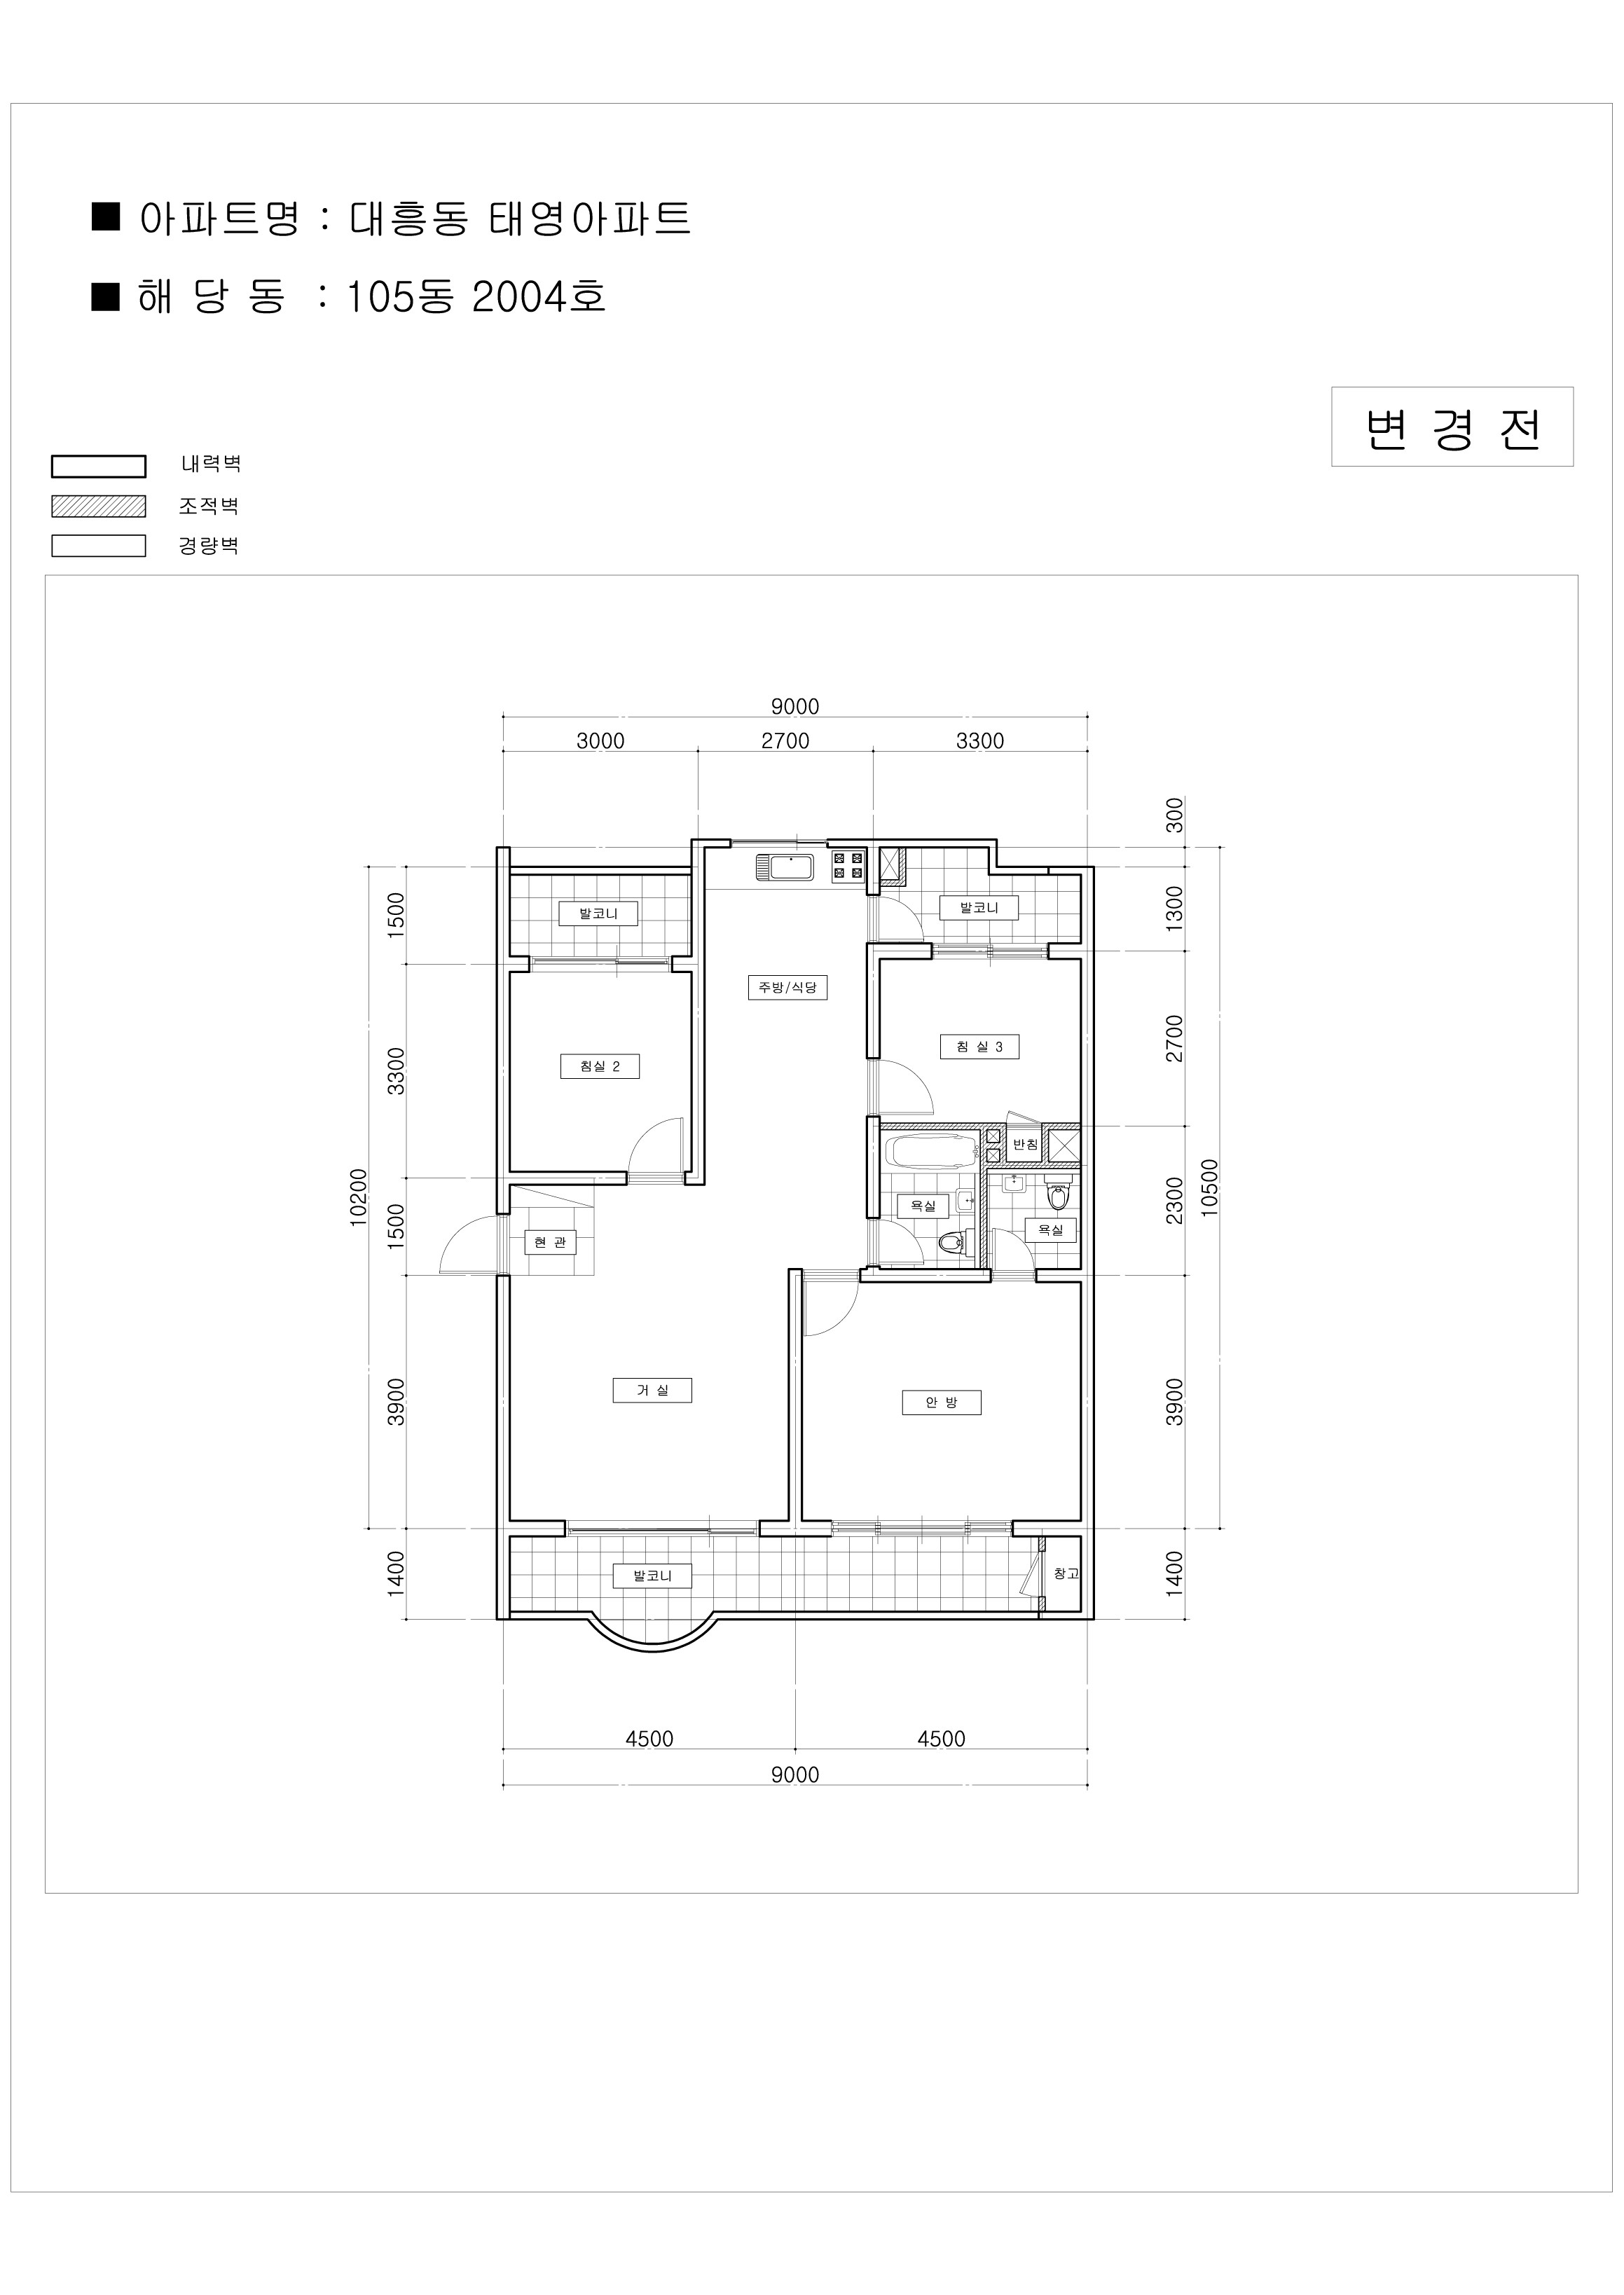 ■ 아파트명 : 대흥동 태영아파트
■ 해 당 동 : 105동 2004호
변 경 전
내력벽
조적벽
경량벽
9000
3000 2700 3300
300
1500
1300
발코니
발코니
주방/식당
2700
침 실 3
3300
침실 2
반침
10200
10500
1500
2300
욕실
욕실
현 관
3900
3900
거 실
안 방
1400
1400
발코니
창고
4500 4500
9000